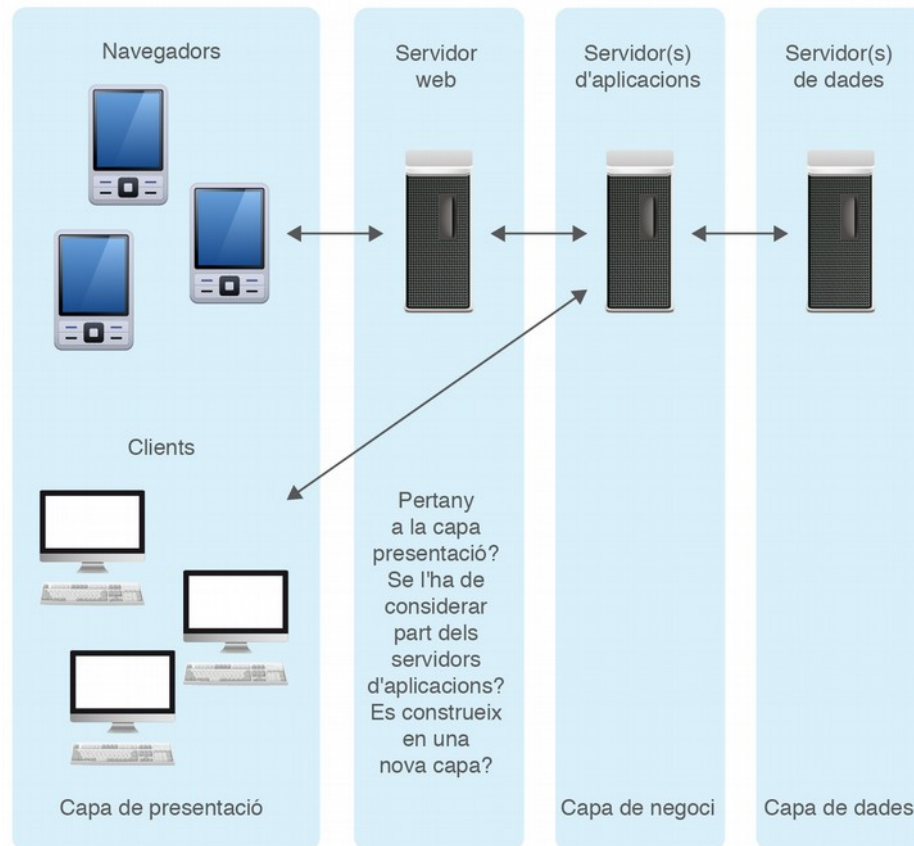 Navegadors
Clients
Capa de presentació
Servidor
web
Pertany
a la capa
presentació?
Se l'ha de
considerar
part dels
servidors
d'aplicacions?
Es construeix
en una
nova capa?
Servidor(s)
d'aplicacions
Capa de negoci
Servidor(s)
de dades
Capa de dades